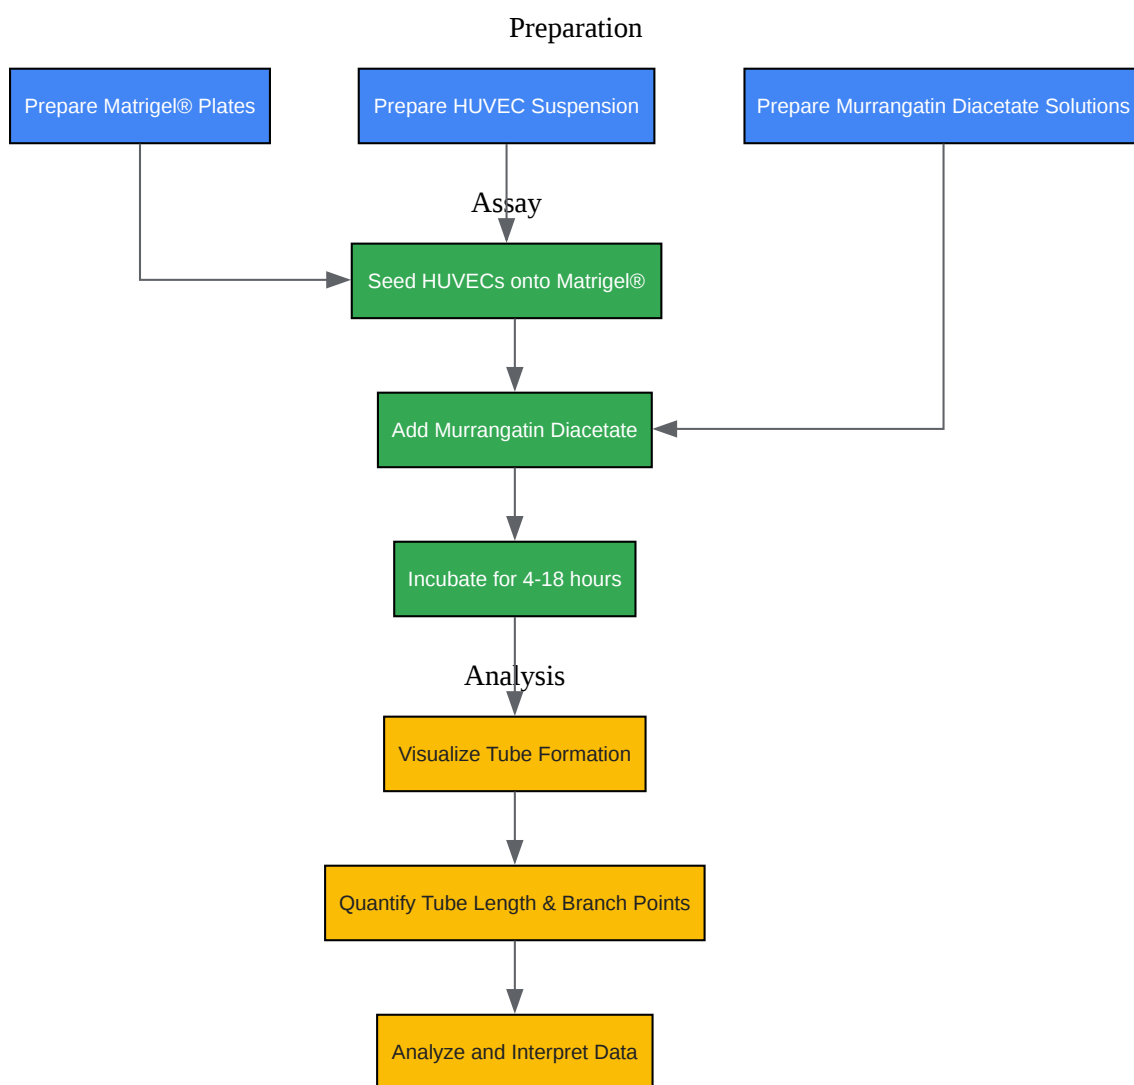 Preparation
Prepare Matrigel® Plates
Prepare HUVEC Suspension
Prepare Murrangatin Diacetate Solutions
Assay
Seed HUVECs onto Matrigel®
Add Murrangatin Diacetate
Incubate for 4-18 hours
Analysis
Visualize Tube Formation
Quantify Tube Length & Branch Points
Analyze and Interpret Data